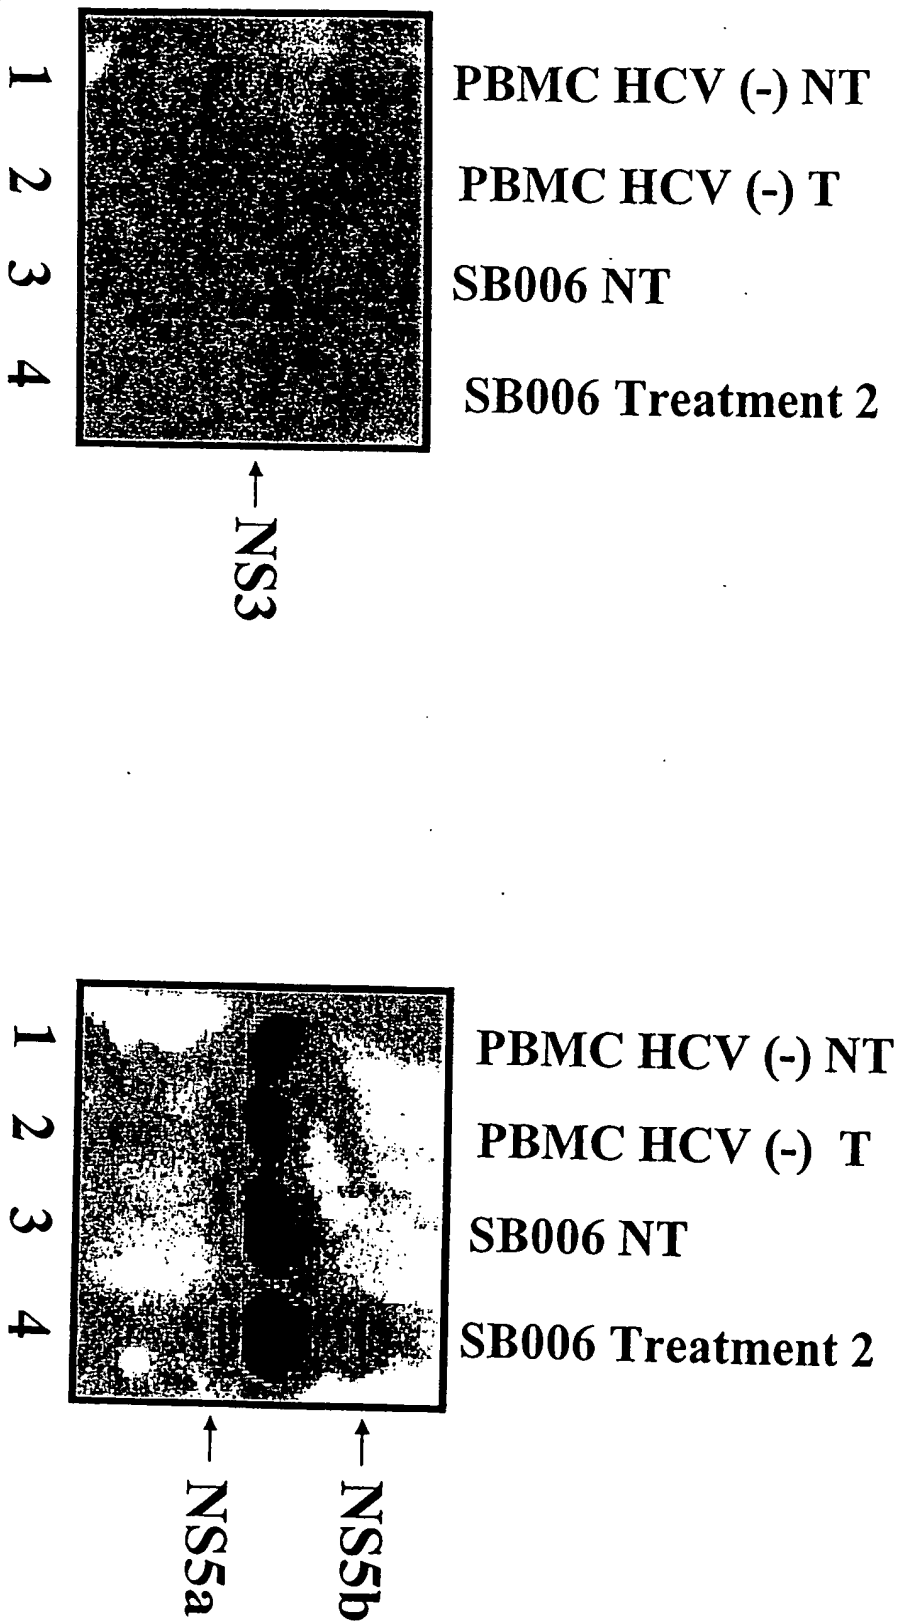 PBMC HCV (-) NT
PBMC HCV (-) T
SB006 NT
SB006 Treatment 2
1
2
3
4
← NS3
PBMC HCV (-) NT
PBMC HCV (-) T
SB006 NT
SB006 Treatment 2
1
2
3
4
← NS5b
← NS5a